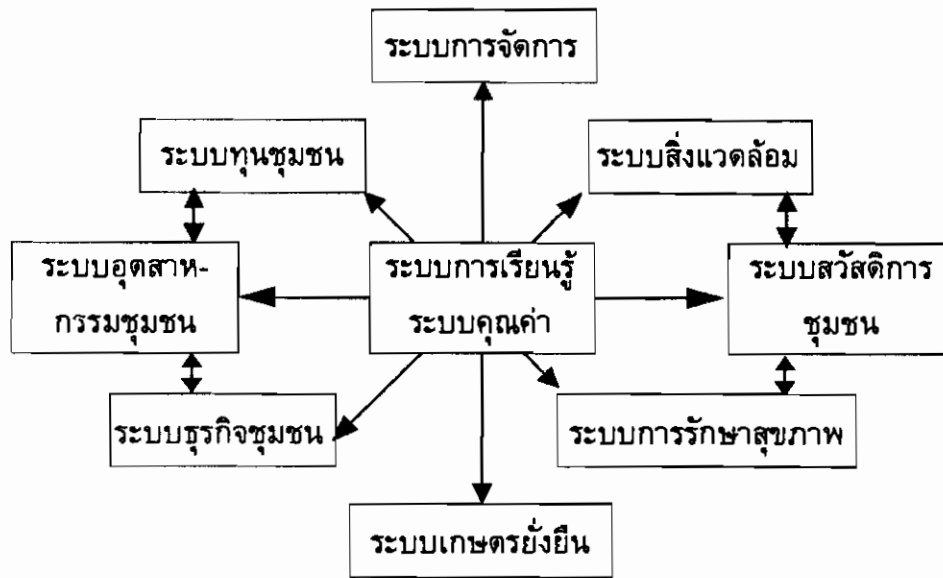 ระบบการจัดการ
ระบบทุนชุมชน
ระบบสิ่งแวดล้อม
ระบบอุตสาห-
กรรมชุมชน
ระบบการเรียนรู้
ระบบคุณค่า
ระบบสวัสดิการ
ชุมชน
ระบบธุรกิจชุมชน
ระบบการรักษาสุขภาพ
ระบบเกษตรยั่งยืน